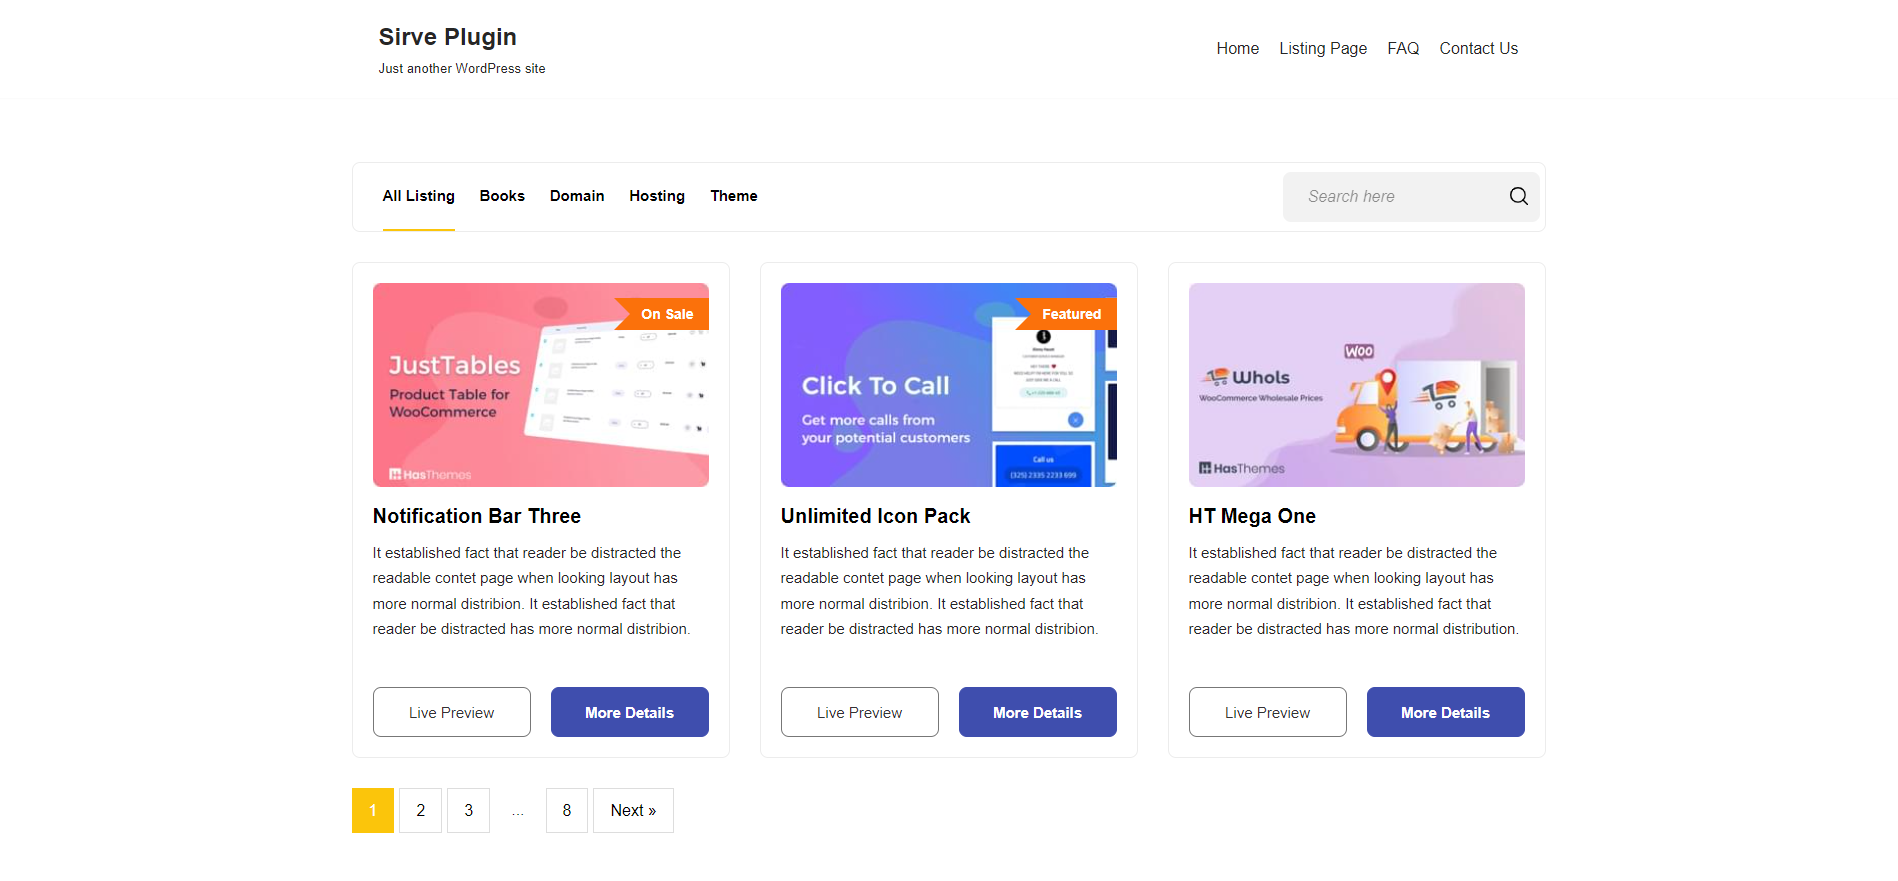 Sirve Plugin
Just another WordPress site
Home Listing Page FAQ Contact Us
All Listing Books Domain Hosting Theme
Search here
On Sale
JustTables
Product Table for
WooCommerce
HasThemes
Notification Bar Three
It established fact that reader be distracted the
readable contet page when looking layout has
more normal distribion. It established fact that
reader be distracted has more normal distribion.
Live Preview More Details
Featured
Click To Call
Get more calls from
your potential customers
Call us
(325) 2335 2233 699
Unlimited Icon Pack
It established fact that reader be distracted the
readable contet page when looking layout has
more normal distribion. It established fact that
reader be distracted has more normal distribion.
Live Preview More Details
Woo
Whols
WooCommerce Wholesale Prices
HasThemes
HT Mega One
It established fact that reader be distracted the
readable contet page when looking layout has
more normal distribion. It established fact that
reader be distracted has more normal distribution.
Live Preview More Details
1 2 3 ... 8 Next »